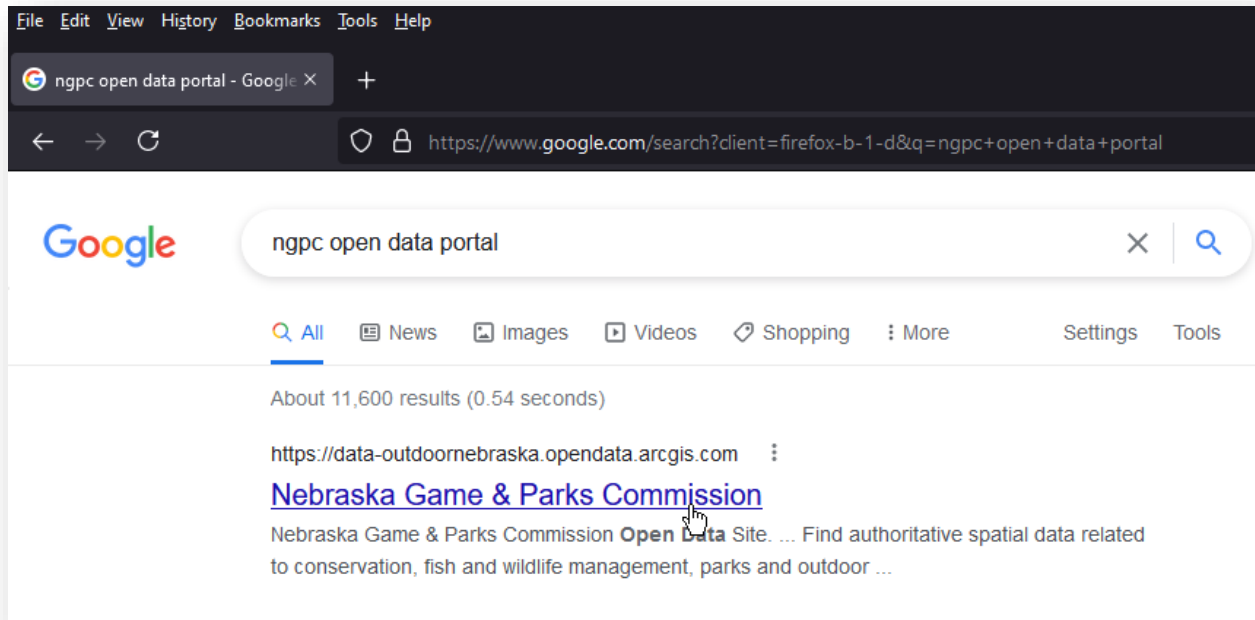 File Edit View History Bookmarks Tools Help
ngpc open data portal - Google
https://www.google.com/search?client=firefox-b-1-d&q=ngpc+open+data+portal
Google
ngpc open data portal
All News Images Videos Shopping More Settings Tools
About 11,600 results (0.54 seconds)
https://data-outdoornebraska.opendata.arcgis.com
Nebraska Game & Parks Commission
Nebraska Game & Parks Commission Open Data Site. ... Find authoritative spatial data related
to conservation, fish and wildlife management, parks and outdoor ...